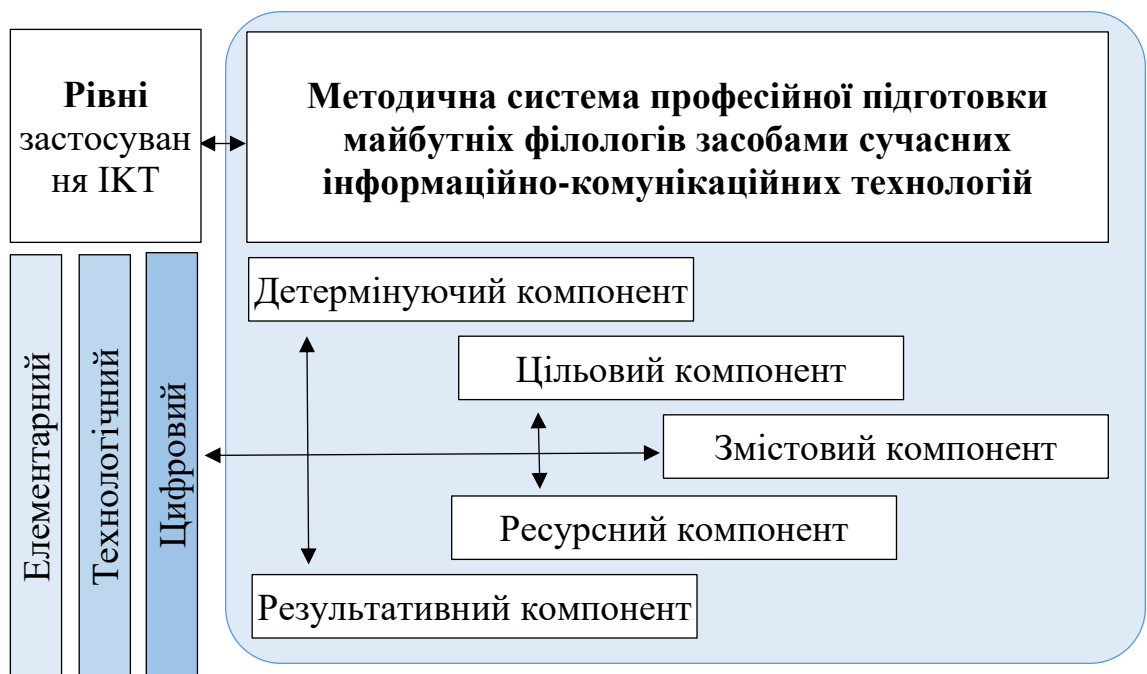 Рівні
застосуван
ня ІКТ
Методична система професійної підготовки
майбутніх філологів засобами сучасних
інформаційно-комунікаційних технологій
Елементарний
Технологічний
Цифровий
Детермінуючий компонент
Цільовий компонент
Змістовий компонент
Ресурсний компонент
Результативний компонент